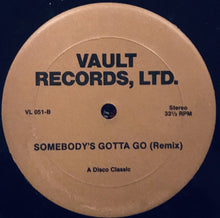 VAULT
RECORDS, LTD.
VL 051-B
Stereo
33⅓ RPM
SOMEBODY'S GOTTA GO (Remix)
A Disco Classic